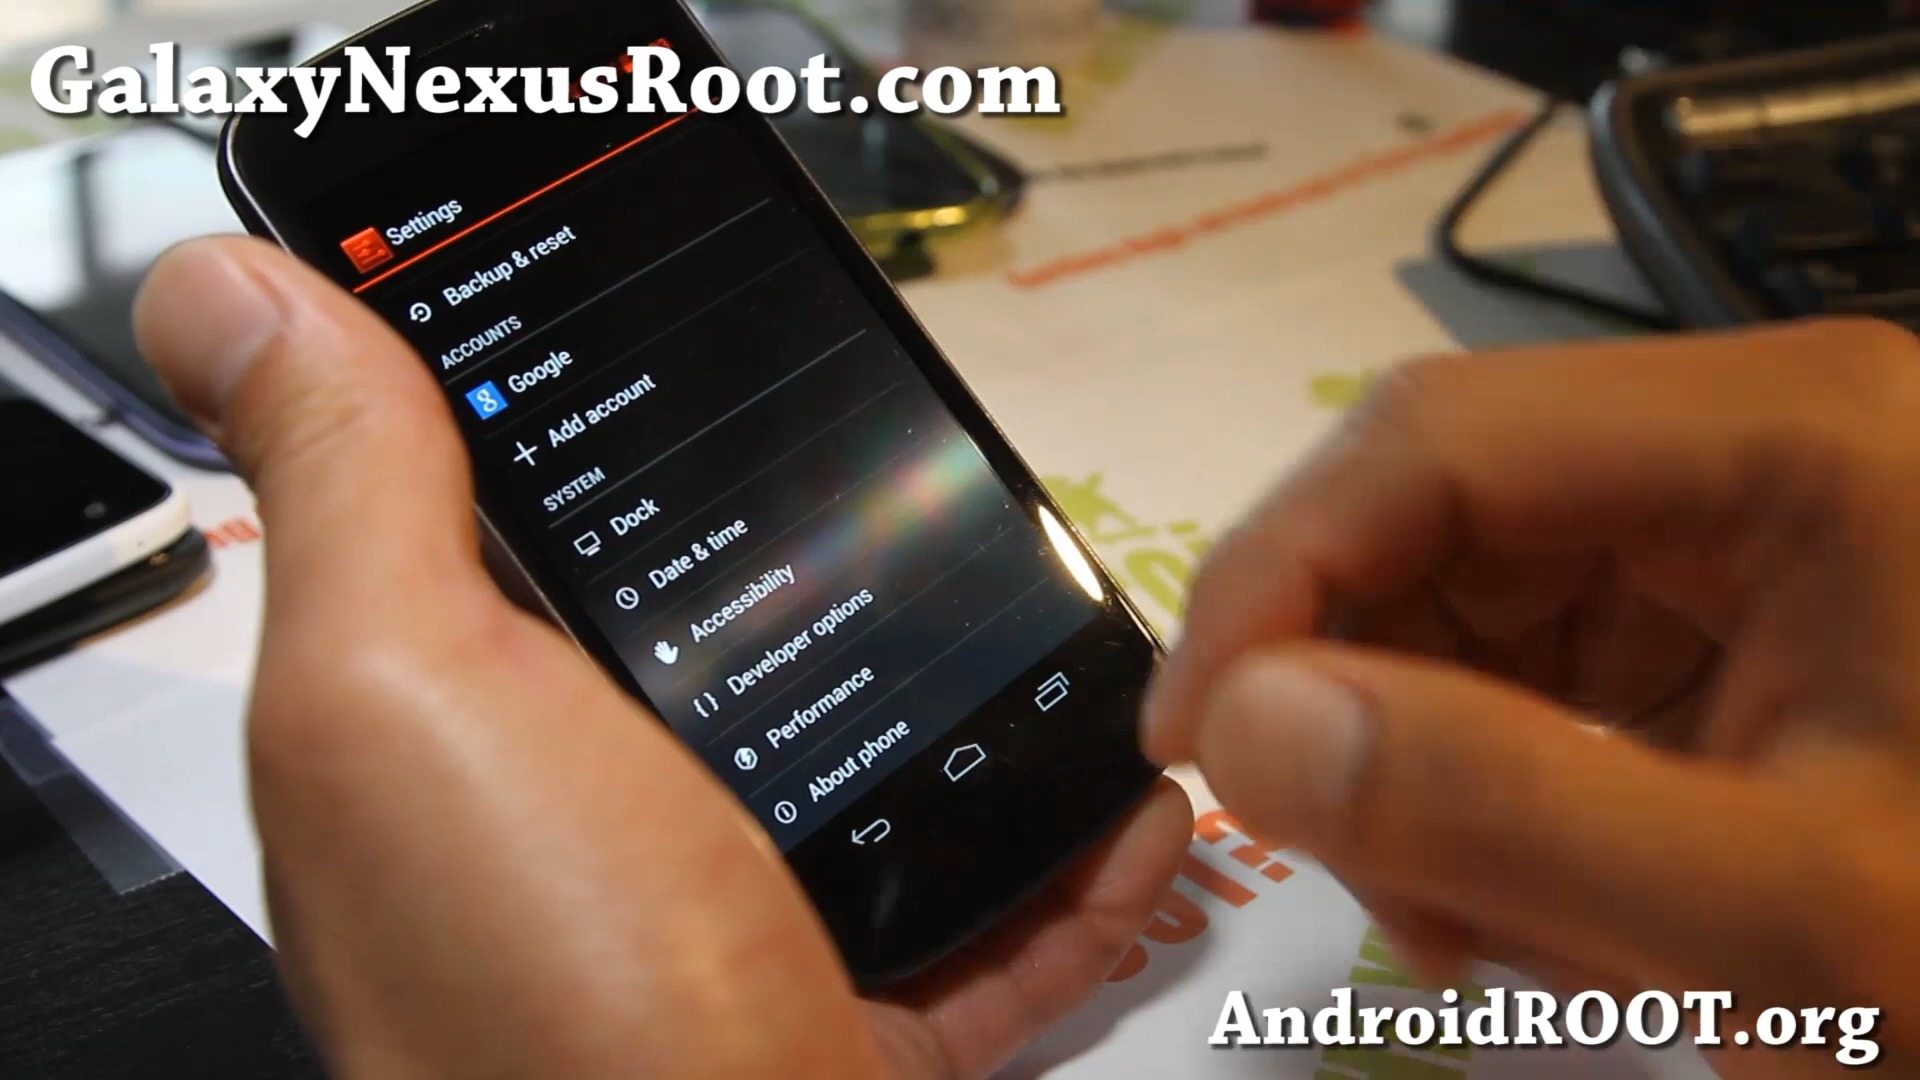 GalaxyNexusRoot.com
Settings
Backup & reset
ACCOUNTS
Google
Add account
SYSTEM
Dock
Date & time
Accessibility
Developer options
Performance
About phone
AndroidROOT.org